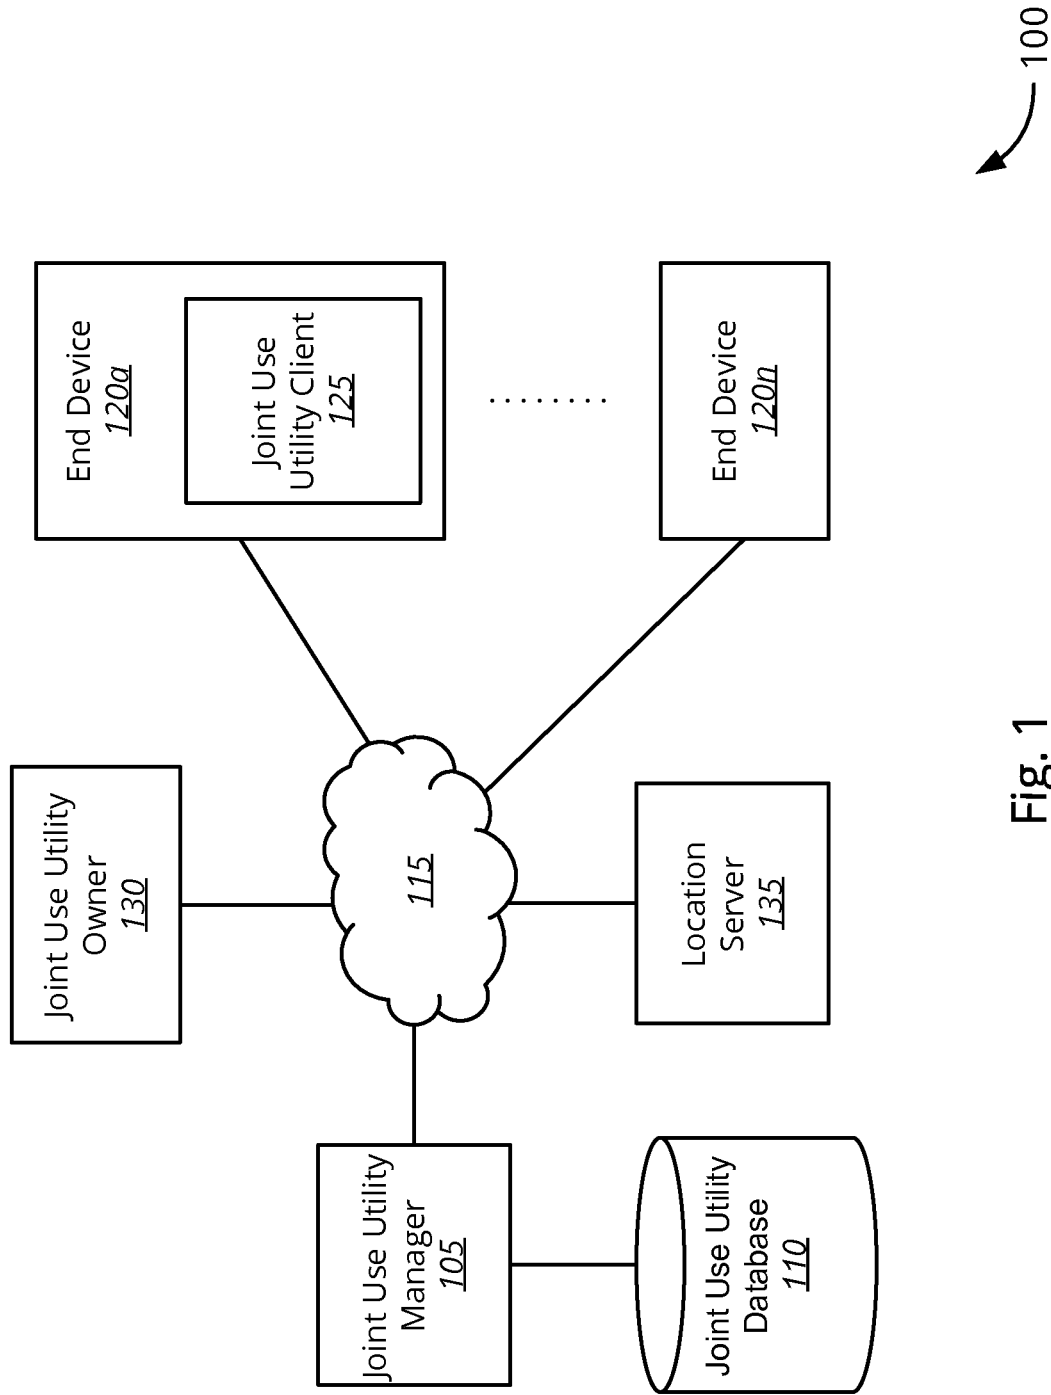 100
Joint Use Utility
Owner
130
End Device
120a
Joint Use
Utility Client
125
115
Joint Use Utility
Manager
105
........
Location
Server
135
End Device
120n
Joint Use Utility
Database
110
Fig. 1